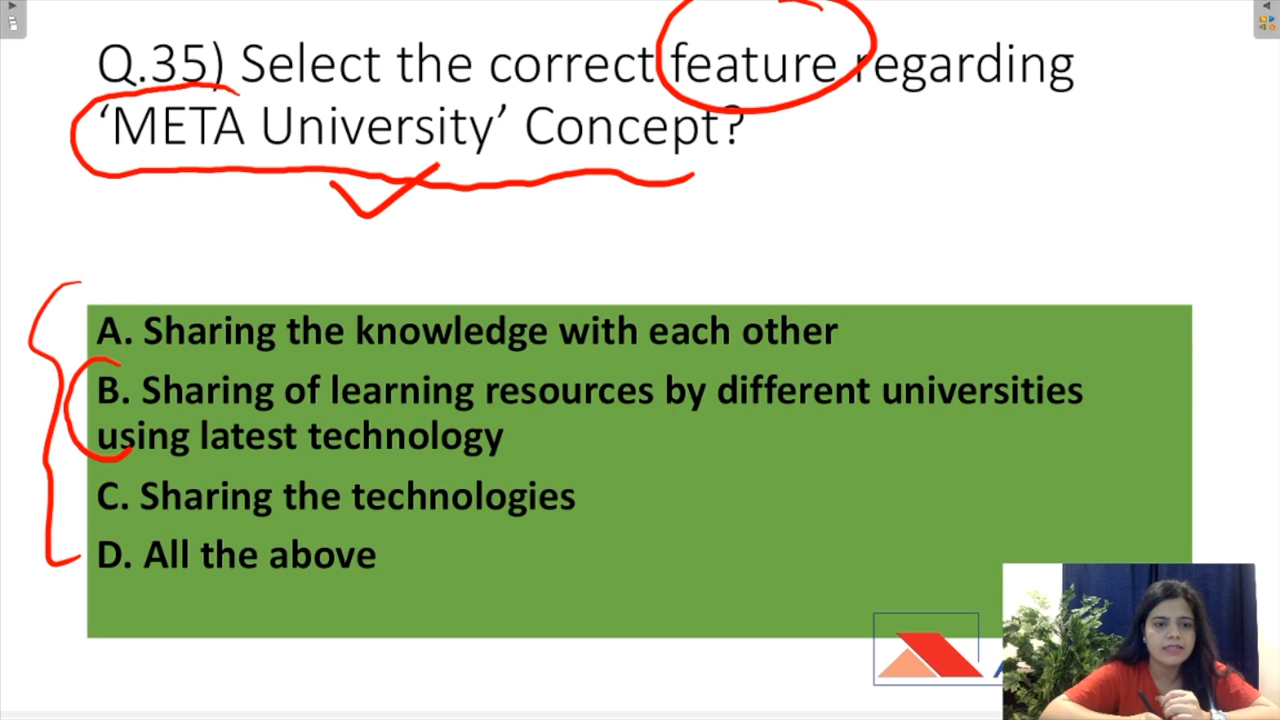 Q.35) Select the correct feature regarding
‘META University’ Concept?
A. Sharing the knowledge with each other
B. Sharing of learning resources by different universities
using latest technology
C. Sharing the technologies
D. All the above